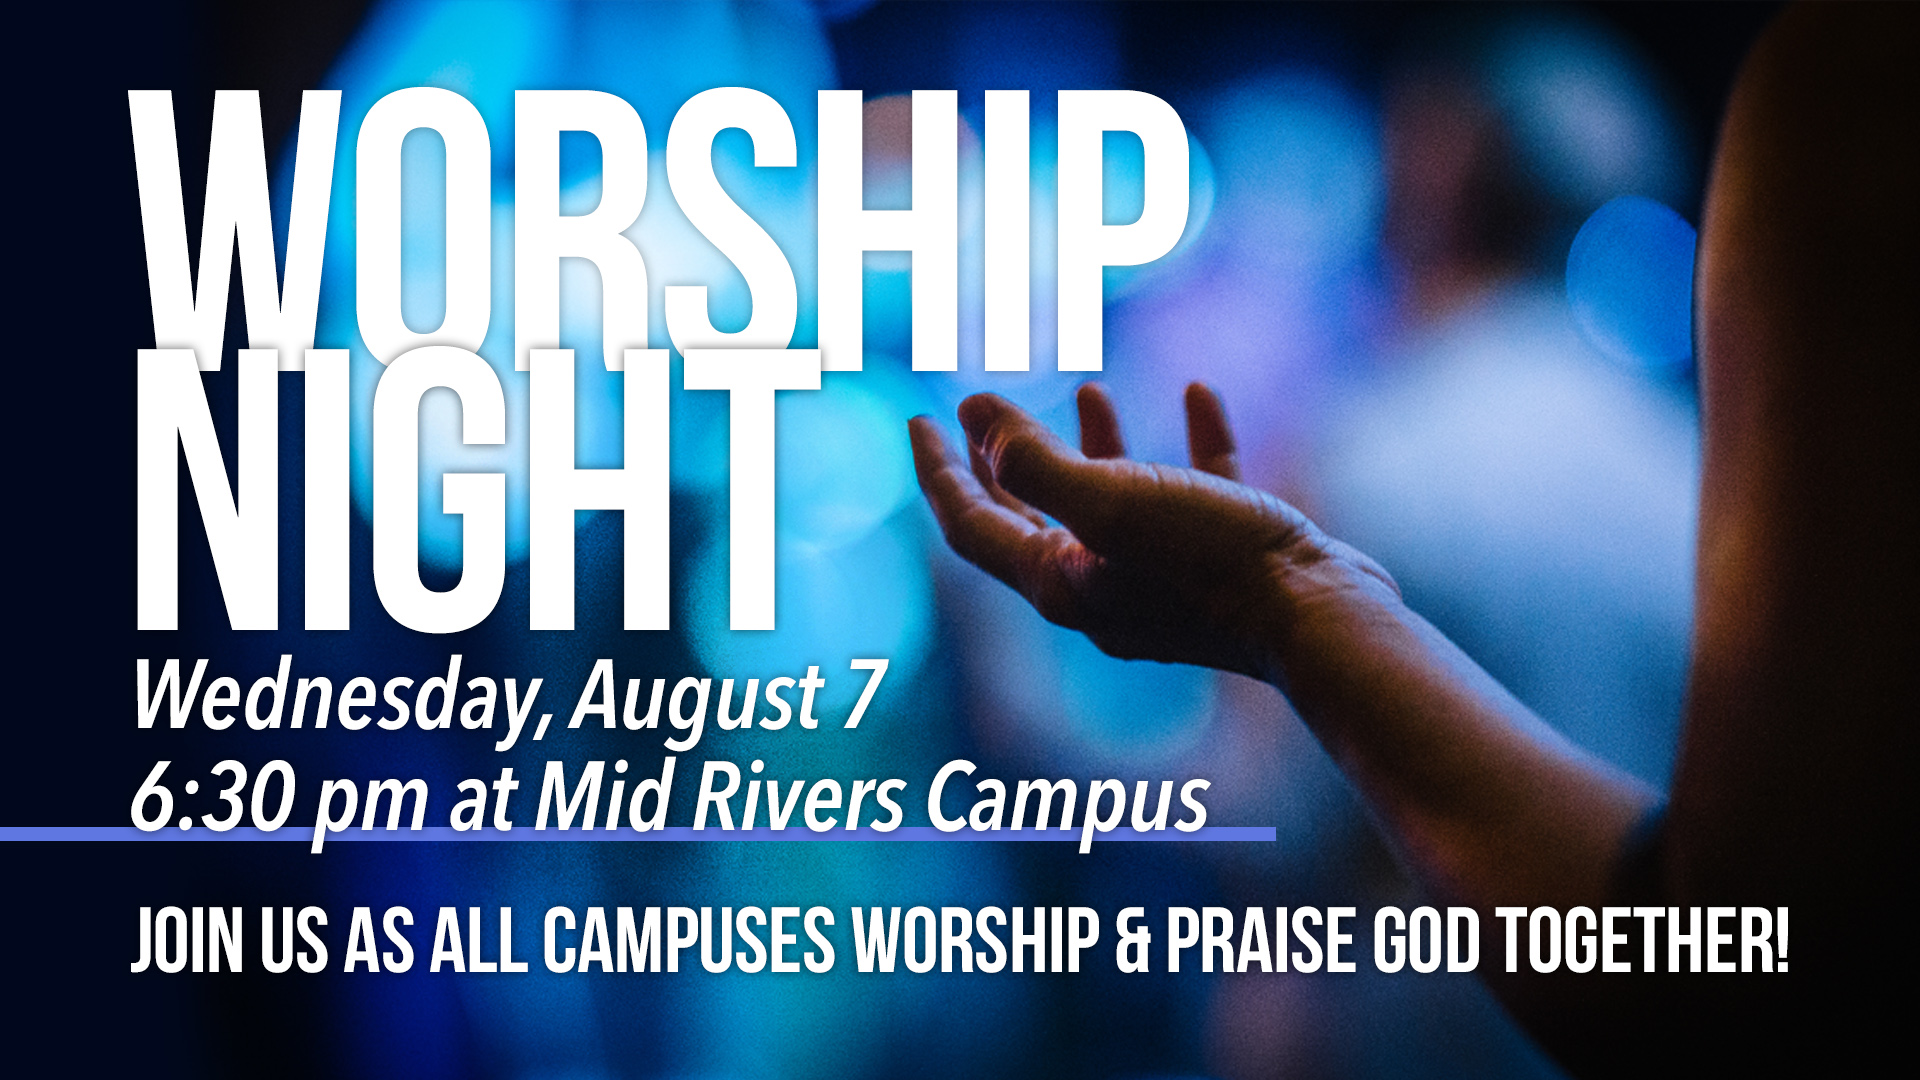 WORSHIP
NIGHT
Wednesday, August 7
6:30 pm at Mid Rivers Campus
JOIN US AS ALL CAMPUSES WORSHIP & PRAISE GOD TOGETHER!